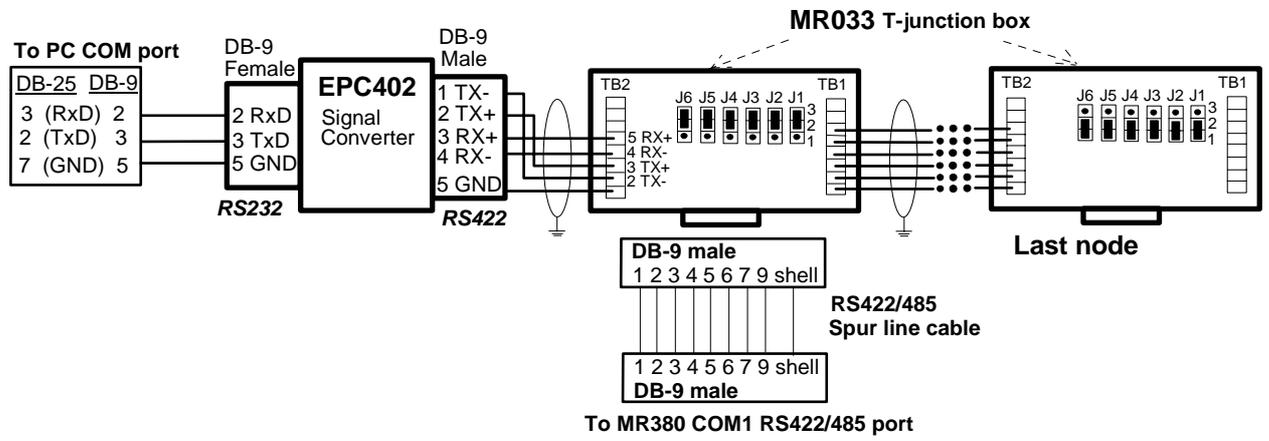 MR033 T-junction box
To PC COM port
DB-25 DB-9
3 (RxD) 2
2 (TxD) 3
7 (GND) 5
DB-9
Female
2 RxD
3 TxD
5 GND
RS232
EPC402
Signal
Converter
DB-9
Male
1 TX-
2 TX+
3 RX+
4 RX-
5 GND
RS422
TB2
J6 J5 J4 J3 J2 J1
3
2
1
TB1
5 RX+
4 RX-
3 TX+
2 TX-
TB2
J6 J5 J4 J3 J2 J1
3
2
1
TB1
Last node
DB-9 male
1 2 3 4 5 6 7 9 shell
RS422/485
Spur line cable
1 2 3 4 5 6 7 9 shell
DB-9 male
To MR380 COM1 RS422/485 port